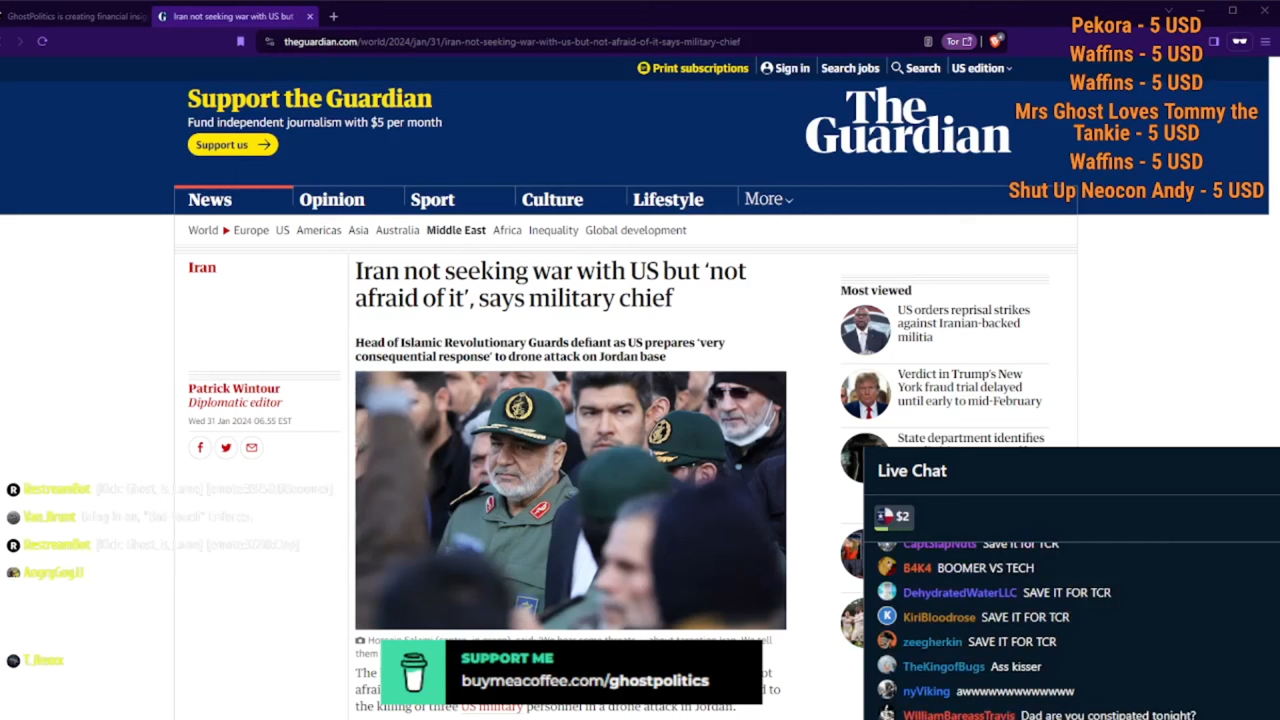 GhostPolitics is creating financial insig
Iran not seeking war with US but
theguardian.com/world/2024/jan/31/iran-not-seeking-war-with-us-but-not-afraid-of-it-says-military-chief
Tor
Pekora - 5 USD
Waffins - 5 USD
Waffins - 5 USD
Mrs Ghost Loves Tommy the
Tankie - 5 USD
Waffins - 5 USD
Shut Up Neocon Andy - 5 USD
Print subscriptions
Sign in
Search jobs
Search
US edition
Support the Guardian
Fund independent journalism with $5 per month
Support us
The
Guardian
News
Opinion
Sport
Culture
Lifestyle
More
World Europe US Americas Asia Australia Middle East Africa Inequality Global development
Iran
Iran not seeking war with US but ‘not
afraid of it’, says military chief
Head of Islamic Revolutionary Guards defiant as US prepares ‘very
consequential response’ to drone attack on Jordan base
Patrick Wintour
Diplomatic editor
Wed 31 Jan 2024 06.55 EST
Most viewed
US orders reprisal strikes
against Iranian-backed
militia
Verdict in Trump's New
York fraud trial delayed
until early to mid-February
State department identifies
RestreamBot
RestreamBot
AngryGoyJJ
them
The
afrai
US military personnel in a drone attack in Jordan.
ot
d to
SUPPORT ME
buymeacoffee.com/ghostpolitics
Live Chat
$2
CaptSlapNuts Save it for TCR
B4K4 BOOMER VS TECH
DehydratedWaterLLC SAVE IT FOR TCR
KiriBloodrose SAVE IT FOR TCR
zeegherkin SAVE IT FOR TCR
TheKingofBugs Ass kisser
nyViking awwwwwwwwwwwww
WilliamBareassTravis Dad are you constipated tonight?